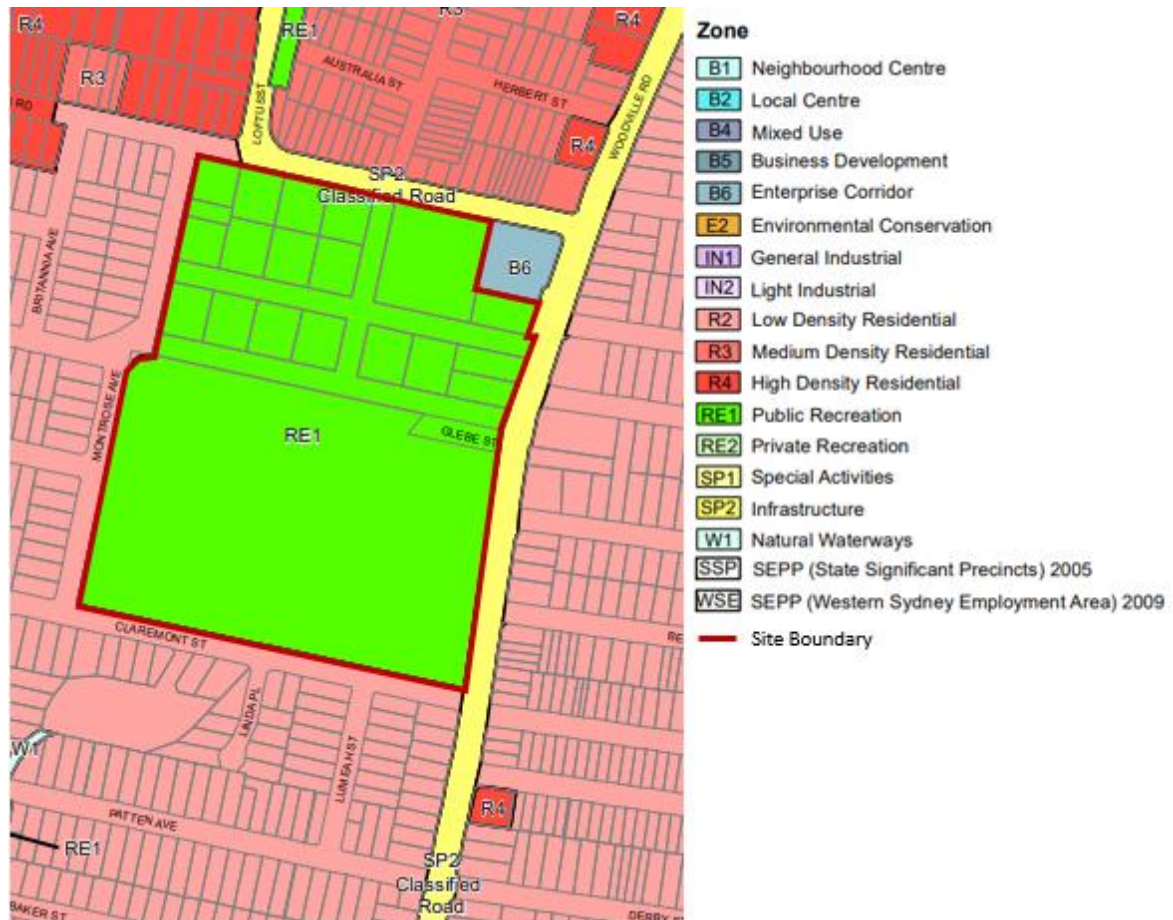 R4
RE1
R3
R4
R3
AUSTRALIA ST
HERBERT ST
WOODVILLE RD
RD
LOFTUS ST
R4
SP2
Classified Road
B6
BRITANNIA AVE
MONTROSE AVE
GLEBE ST
RE1
CLAREMONT ST
LINDA PL
LUMEAH ST
W1
PATTEN AVE
R4
RE1
SP2
Classified
Road
BAKER ST
DERBY
Zone
B1 Neighbourhood Centre
B2 Local Centre
B4 Mixed Use
B5 Business Development
B6 Enterprise Corridor
E2 Environmental Conservation
IN1 General Industrial
IN2 Light Industrial
R2 Low Density Residential
R3 Medium Density Residential
R4 High Density Residential
RE1 Public Recreation
RE2 Private Recreation
SP1 Special Activities
SP2 Infrastructure
W1 Natural Waterways
SSP SEPP (State Significant Precincts) 2005
WSE SEPP (Western Sydney Employment Area) 2009
Site Boundary